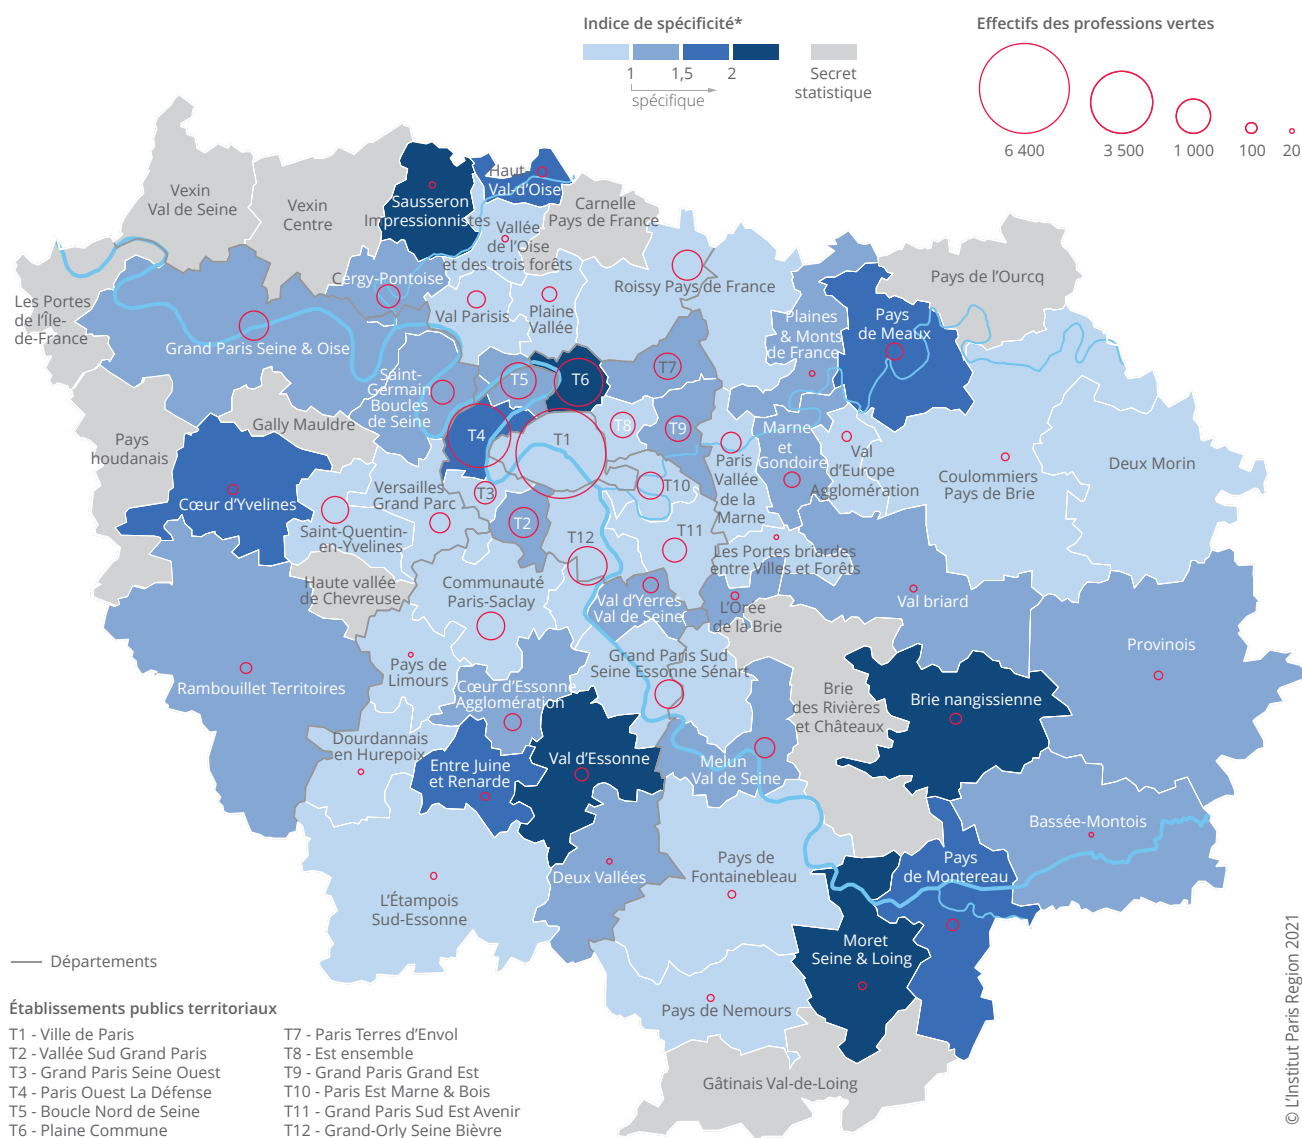 Indice de spécificité*
1
1,5
2
spécifique
Secret
statistique
Effectifs des professions vertes
6 400
3 500
1 000
100
20
Vexin
Val de Seine
Vexin
Centre
Sausseron
Impressionnistes
Haut-
Val-d'Oise
Carnelle
Pays de France
Vallée
de l'Oise
et des trois forêts
Cergy-Pontoise
Les Portes
de l'Île-
de-France
Grand Paris Seine & Oise
Val Parisis
Plaine
Vallée
Roissy Pays de France
Plaines
& Monts
de France
Pays
de Meaux
Pays de l'Ourcq
Saint-
Germain
Boucles
de Seine
T5
T6
T7
Gally Mauldre
Pays
houdanais
T4
T1
T8
T9
Marne
et
Gondoire
Val
d'Europe
Agglomération
Coulommiers
Pays de Brie
Deux Morin
Paris
Vallée
de la
Marne
Cœur d'Yvelines
Versailles
Grand Parc
T3
T10
Saint-Quentin-
en-Yvelines
T2
T12
T11
Les Portes briardes
entre Villes et Forêts
Haute vallée
de Chevreuse
Communauté
Paris-Saclay
Val d'Yerres
Val de Seine
L'Orée
de la Brie
Val briard
Provinois
Pays de
Limours
Grand Paris Sud
Seine Essonne Sénart
Rambouillet Territoires
Cœur d'Essonne
Agglomération
Brie
des Rivières
et Châteaux
Brie nangissienne
Dourdannais
en Hurepoix
Entre Juine
et Renarde
Val d'Essonne
Melun
Val de Seine
Bassée-Montois
Deux Vallées
Pays de
Fontainebleau
Pays
de Montereau
L'Étampois
Sud-Essonne
Moret
Seine & Loing
Pays de Nemours
Gâtinais Val-de-Loing
Départements
Établissements publics territoriaux
T1 - Ville de Paris
T2 - Vallée Sud Grand Paris
T3 - Grand Paris Seine Ouest
T4 - Paris Ouest La Défense
T5 - Boucle Nord de Seine
T6 - Plaine Commune
T7 - Paris Terres d'Envol
T8 - Est ensemble
T9 - Grand Paris Grand Est
T10 - Paris Est Marne & Bois
T11 - Grand Paris Sud Est Avenir
T12 - Grand-Orly Seine Bièvre
© L'Institut Paris Region 2021